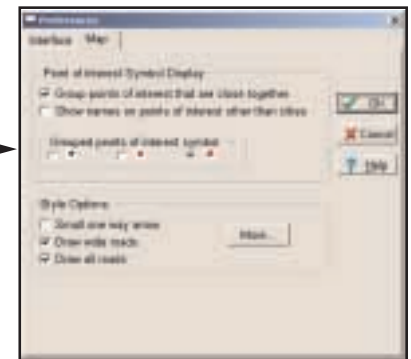 Preferences
Interface Map
Point of Interest Symbol Display
Group points of interest that are close together
Show names on points of interest other than cities
Grouped points of interest symbol
Style Options
Small one way arrows
Draw wide roads
Draw all roads
More...
OK
Cancel
Help